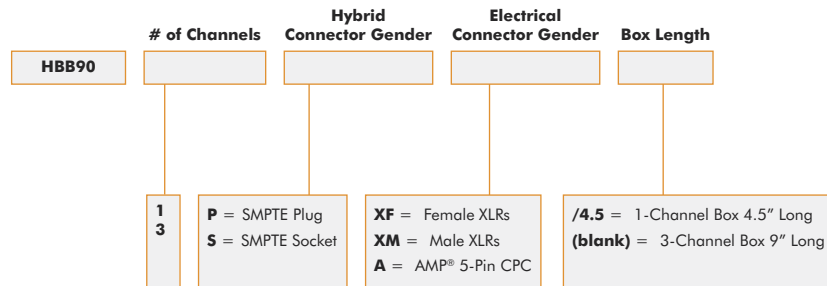 # of Channels
Hybrid
Connector Gender
Electrical
Connector Gender
Box Length
HBB90
1
3
P = SMPTE Plug
S = SMPTE Socket
XF = Female XLRs
XM = Male XLRs
A = AMP® 5-Pin CPC
/4.5 = 1-Channel Box 4.5” Long
(blank) = 3-Channel Box 9” Long